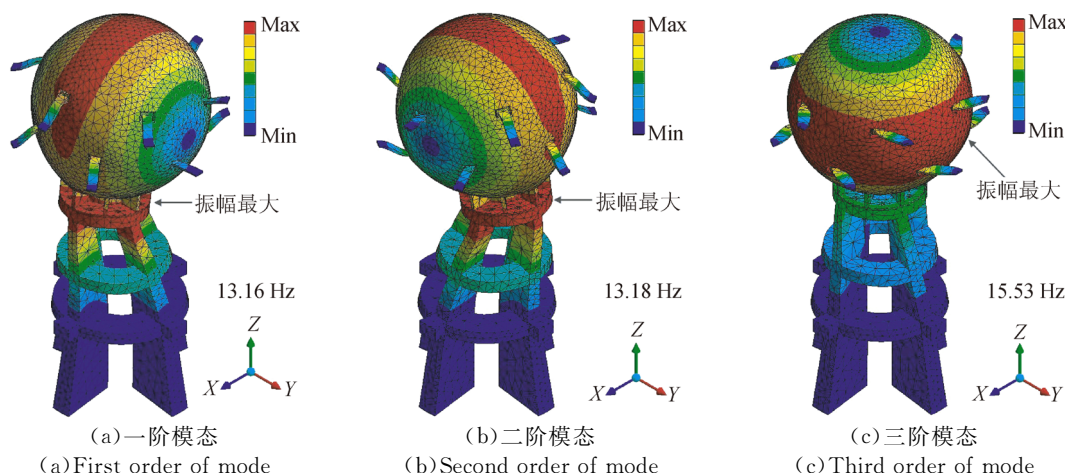 Max
Min
振幅最大
13.16 Hz
Z
X
Y
(a)一阶模态
(a)First order of mode
Max
Min
振幅最大
13.18 Hz
Z
X
Y
(b)二阶模态
(b)Second order of mode
Max
Min
振幅最大
15.53 Hz
Z
X
Y
(c)三阶模态
(c)Third order of mode